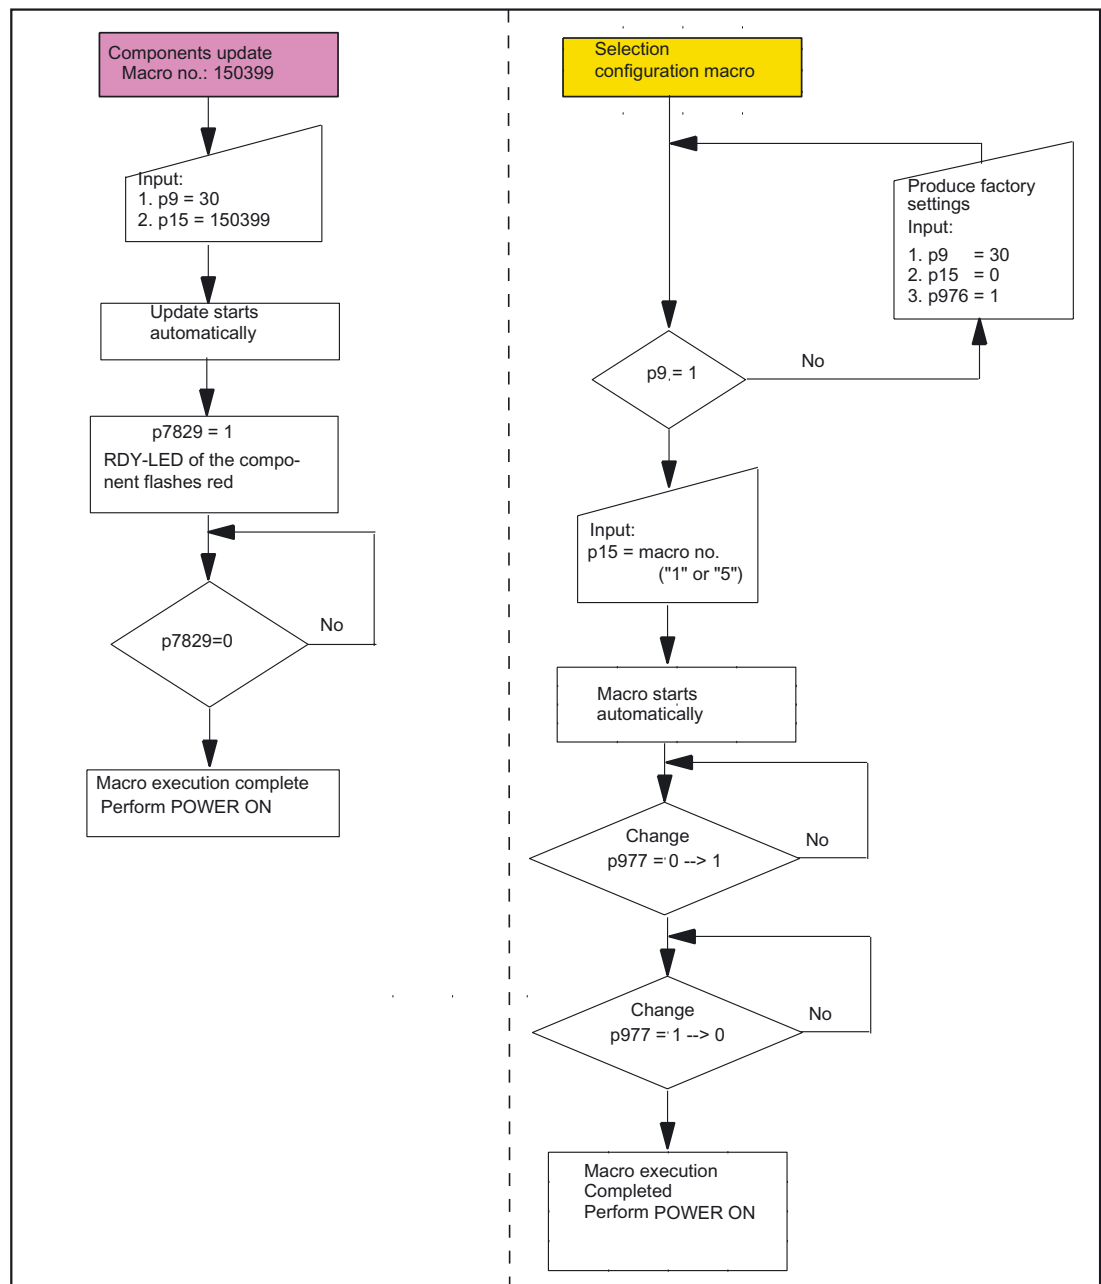 Components update
Macro no.: 150399
Input:
1. p9 = 30
2. p15 = 150399
Update starts
automatically
p7829 = 1
RDY-LED of the compo-
nent flashes red
p7829=0
No
Macro execution complete
Perform POWER ON
Selection
configuration macro
Produce factory
settings
Input:
1. p9 = 30
2. p15 = 0
3. p976 = 1
p9 = 1
No
Input:
p15 = macro no.
("1" or "5")
Macro starts
automatically
Change
p977 = 0 --> 1
No
Change
p977 = 1 --> 0
No
Macro execution
Completed
Perform POWER ON